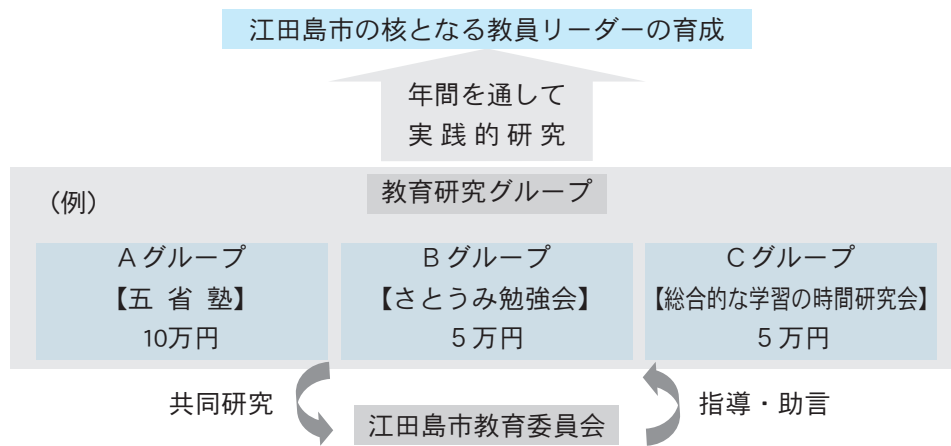 江田島市の核となる教員リーダーの育成
年間を通して
実践的研究
教育研究グループ
（例）
Aグループ
【五省塾】
10万円
Bグループ
【さとうみ勉強会】
5万円
Cグループ
【総合的な学習の時間研究会】
5万円
共同研究
江田島市教育委員会
指導・助言